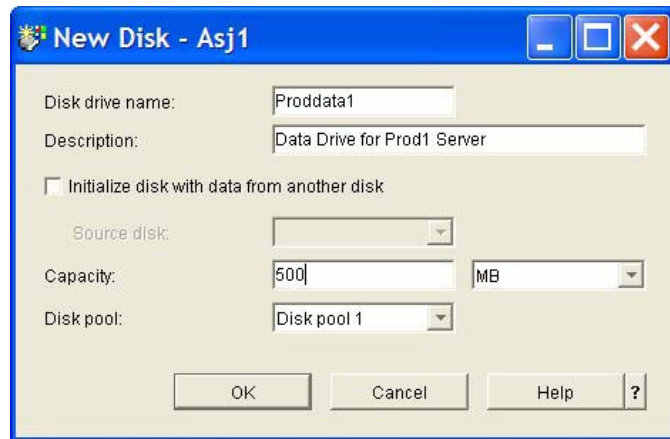 New Disk - Asj1
Disk drive name: Proddata1
Description: Data Drive for Prod1 Server
Initialize disk with data from another disk
Source disk:
Capacity: 500 MB
Disk pool: Disk pool 1
OK Cancel Help ?